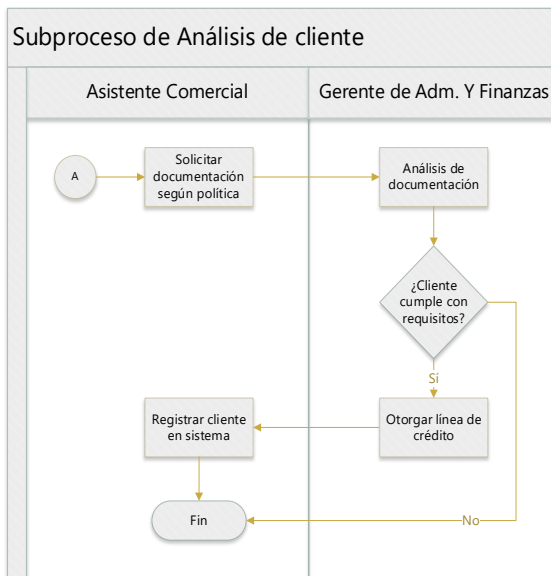 Subproceso de Análisis de cliente
Asistente Comercial
Gerente de Adm. Y Finanzas
A
Solicitar
documentación
según política
Análisis de
documentación
¿Cliente
cumple con
requisitos?
Sí
Registrar cliente
en sistema
Otorgar línea de
crédito
Fin
No